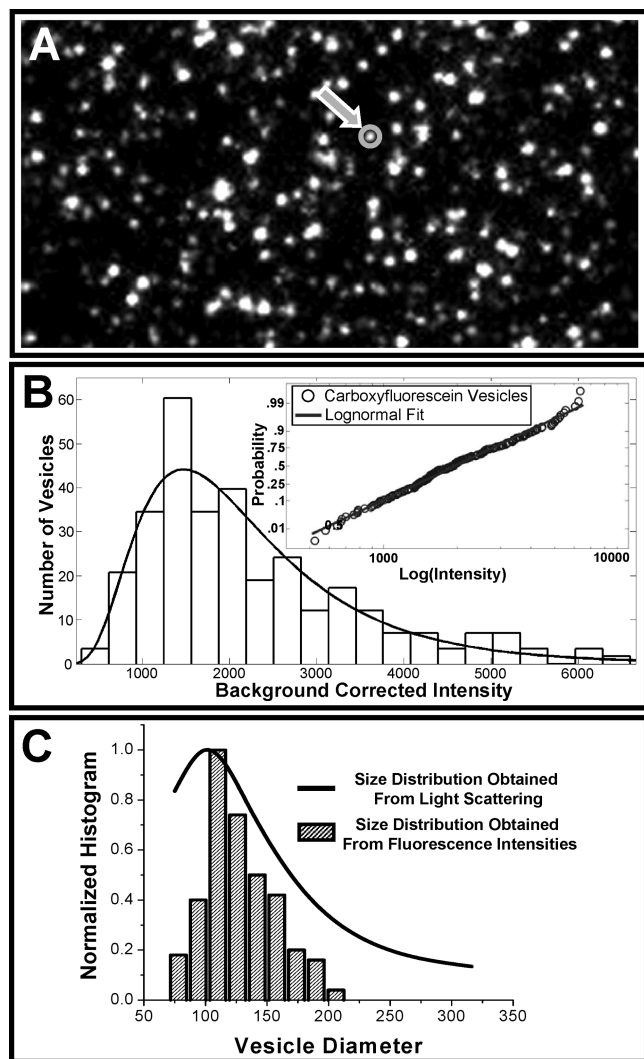 A
B
Number of Vesicles
60
50
40
30
20
10
0
1000
2000
3000
4000
5000
6000
Background Corrected Intensity
Carboxyfluorescein Vesicles
Lognormal Fit
Probability
.99
.9
.75
.5
.25
.1
.01
0.5
1000
10000
Log(Intensity)
C
Normalized Histogram
1.0
0.8
0.6
0.4
0.2
0.0
50
100
150
200
250
300
350
Vesicle Diameter
Size Distribution Obtained
From Light Scattering
Size Distribution Obtained
From Fluorescence Intensities